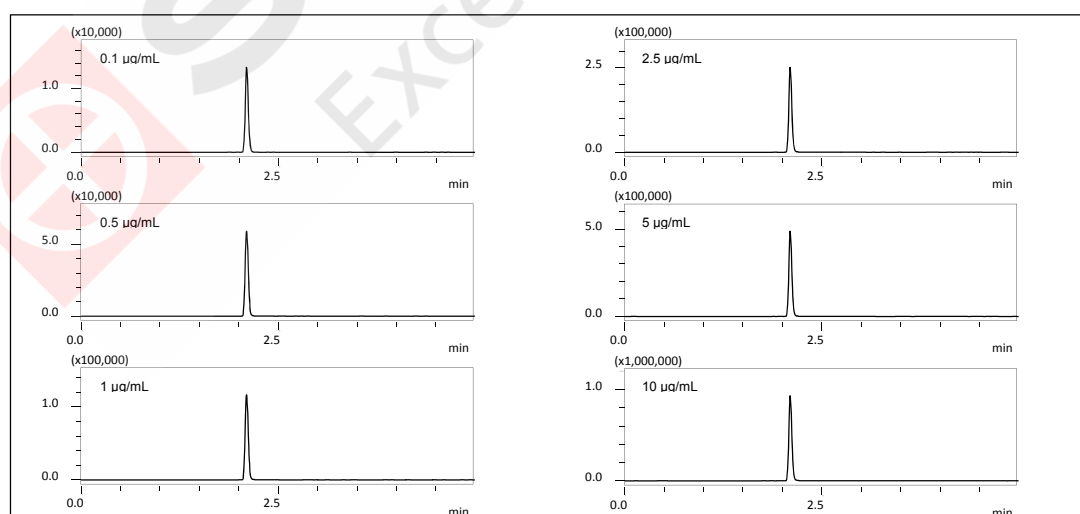 (x10,000)
0.1 µg/mL
1.0
0.0
0.0
2.5
min
(x100,000)
2.5 µg/mL
2.5
0.0
0.0
2.5
min
(x10,000)
0.5 µg/mL
5.0
0.0
0.0
2.5
min
(x100,000)
5 µg/mL
5.0
0.0
0.0
2.5
min
(x100,000)
1 µg/mL
1.0
0.0
0.0
2.5
min
(x1,000,000)
10 µg/mL
1.0
0.0
0.0
2.5
min